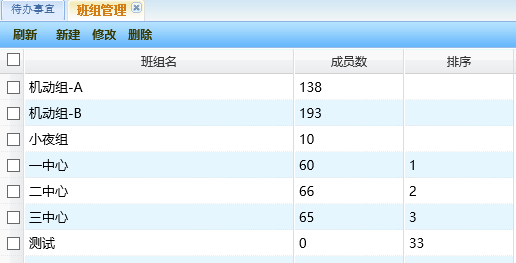 待办事宜 班组管理
刷新 新建 修改 删除
班组名 成员数 排序
机动组-A 138
机动组-B 193
小夜组 10
一中心 60 1
二中心 66 2
三中心 65 3
测试 0 33